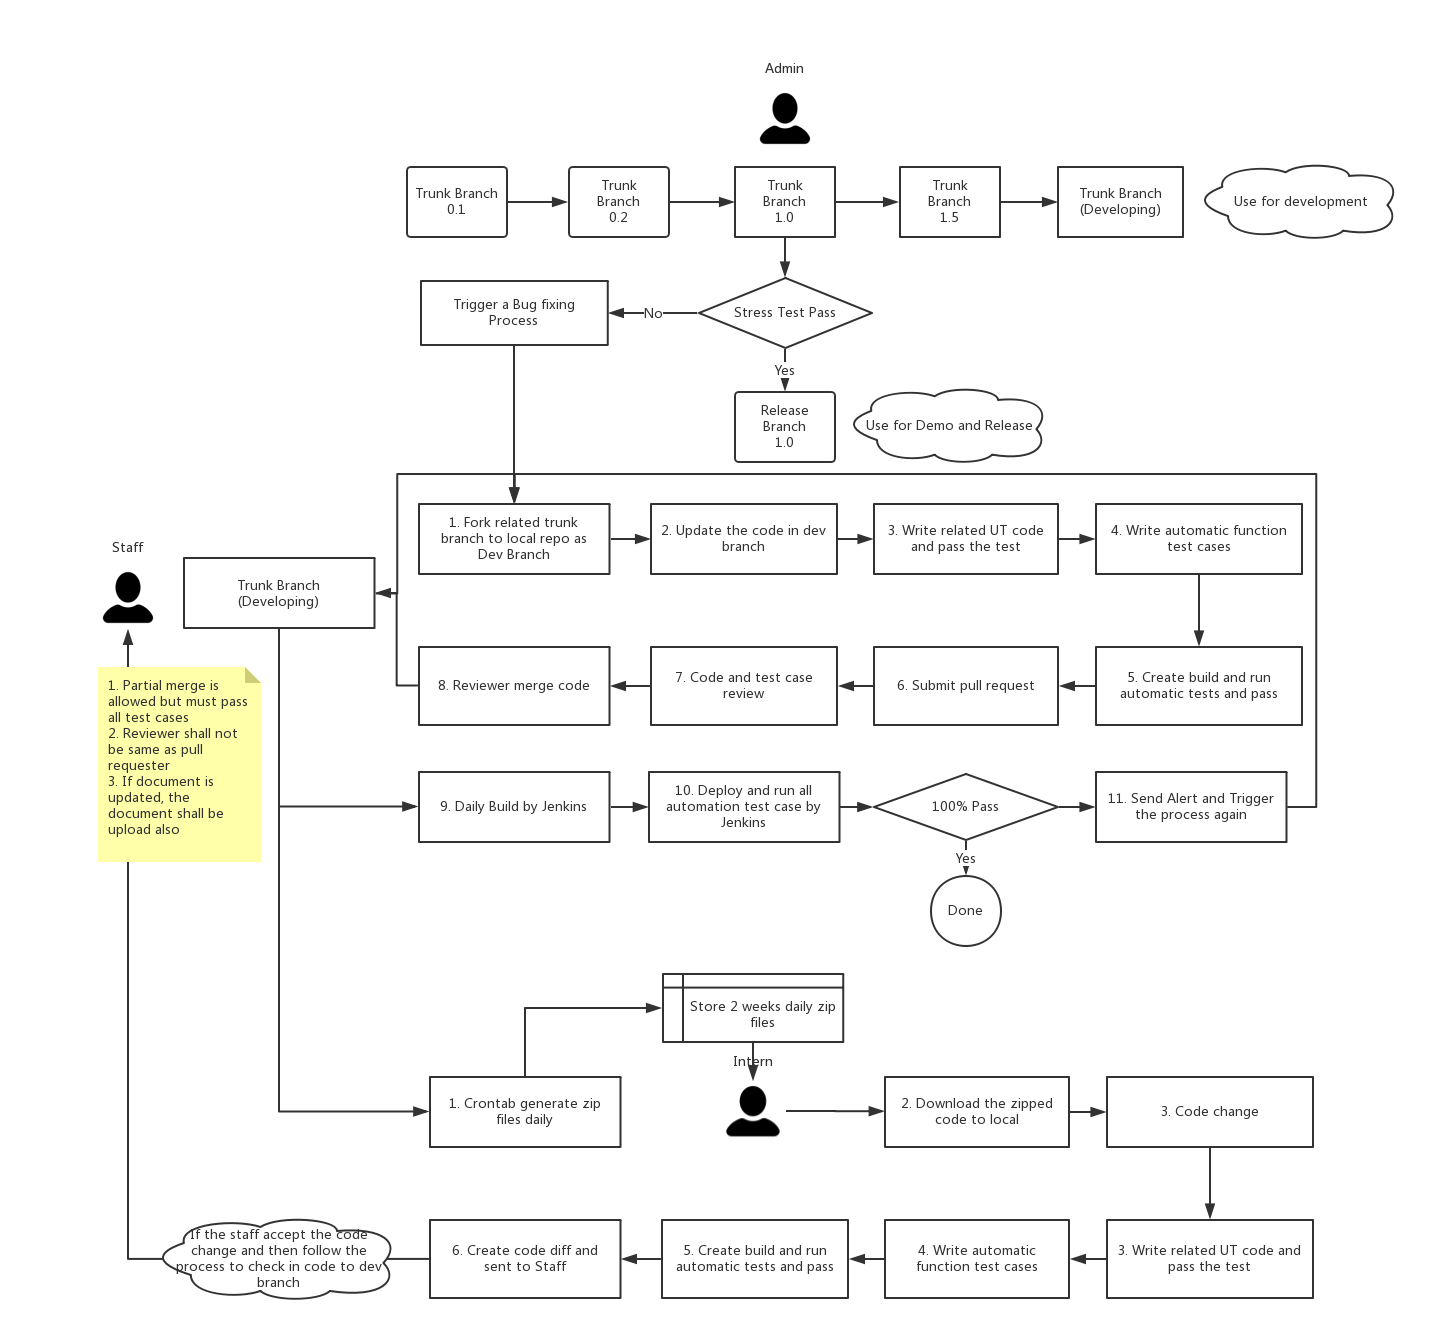 Admin
Trunk Branch
0.1
Trunk
Branch
0.2
Trunk
Branch
1.0
Trunk
Branch
1.5
Trunk Branch
(Developing)
Use for development
Trigger a Bug fixing
Process
No
Stress Test Pass
Yes
Release
Branch
1.0
Use for Demo and Release
1. Fork related trunk
branch to local repo as
Dev Branch
2. Update the code in dev
branch
3. Write related UT code
and pass the test
4. Write automatic function
test cases
Staff
Trunk Branch
(Developing)
8. Reviewer merge code
7. Code and test case
review
6. Submit pull request
5. Create build and run
automatic tests and pass
1. Partial merge is
allowed but must pass
all test cases
2. Reviewer shall not
be same as pull
requester
3. If document is
updated, the
document shall be
upload also
9. Daily Build by Jenkins
10. Deploy and run all
automation test case by
Jenkins
100% Pass
11. Send Alert and Trigger
the process again
Yes
Done
Store 2 weeks daily zip
files
Intern
1. Crontab generate zip
files daily
2. Download the zipped
code to local
3. Code change
If the staff accept the code
change and then follow the
process to check in code to dev
branch
6. Create code diff and
sent to Staff
5. Create build and run
automatic tests and pass
4. Write automatic
function test cases
3. Write related UT code and
pass the test